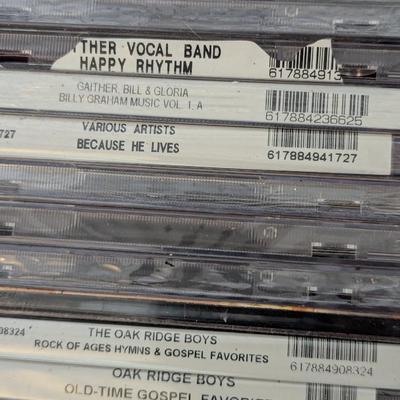 THER VOCAL BAND
HAPPY RHYTHM
617884913
GAITHER, BILL & GLORIA
BILLY GRAHAM MUSIC VOL. 1, A
617884236625
727
VARIOUS ARTISTS
BECAUSE HE LIVES
617884941727
08324
THE OAK RIDGE BOYS
ROCK OF AGES HYMNS & GOSPEL FAVORITES
617884908324
OAK RIDGE BOYS
OLD-TIME GOSPEL FAVORITE